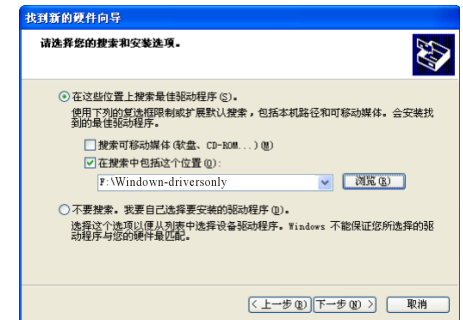 找到新的硬件向导
请选择您的搜索和安装选项。
在这些位置上搜索最佳驱动程序(S)。
使用下列的复选框限制或扩展默认搜索，包括本机路径和可移动媒体。会安装找
到的最佳驱动程序。
搜索可移动媒体(软盘、CD-ROM...)(M)
在搜索中包括这个位置(O):
F:\Windown-driversonly
浏览(R)
不要搜索。我要自己选择要安装的驱动程序(D)。
选择这个选项以便从列表中选择设备驱动程序。Windows 不能保证您所选择的驱
动程序与您的硬件最匹配。
< 上一步(B) 下一步(N) > 取消